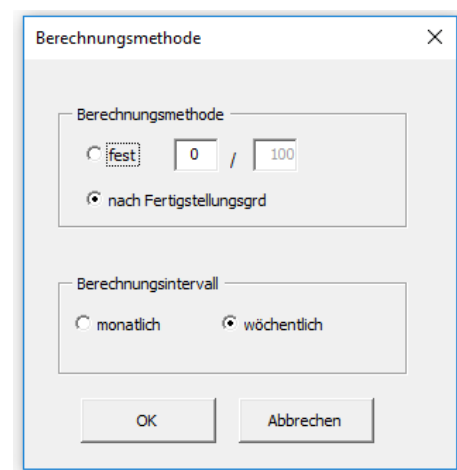 Berechnungsmethode
Berechnungsmethode
fest 0 / 100
nach Fertigstellungsgrd
Berechnungsintervall
monatlich wöchentlich
OK Abbrechen